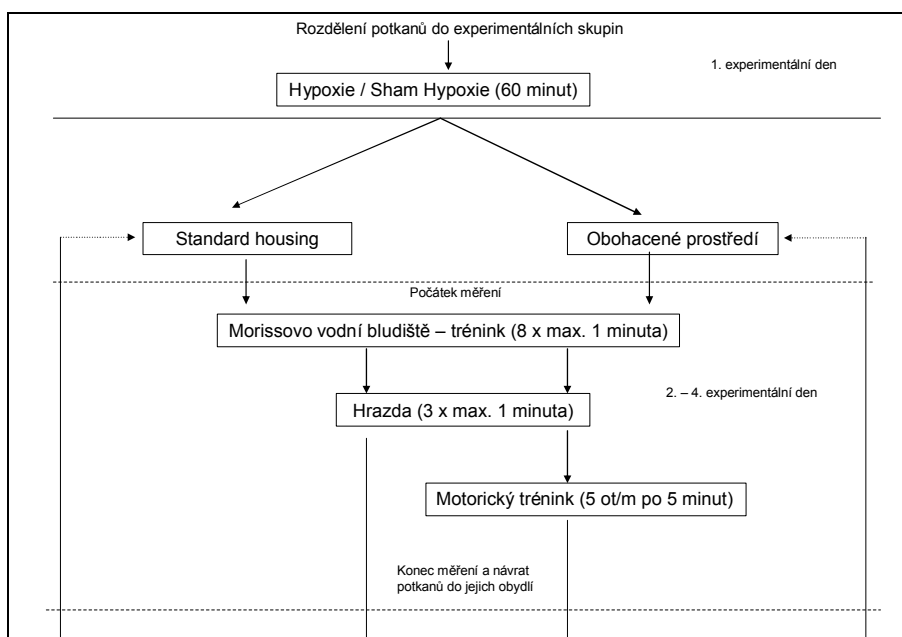 Rozdělení potkanů do experimentálních skupin
1. experimentální den
Hypoxie / Sham Hypoxie (60 minut)
Standard housing
Obohacené prostředí
Počátek měření
Morissovo vodní bludiště – trénink (8 x max. 1 minuta)
2. – 4. experimentální den
Hrazda (3 x max. 1 minuta)
Motorický trénink (5 ot/m po 5 minut)
Konec měření a návrat
potkanů do jejich obydlí